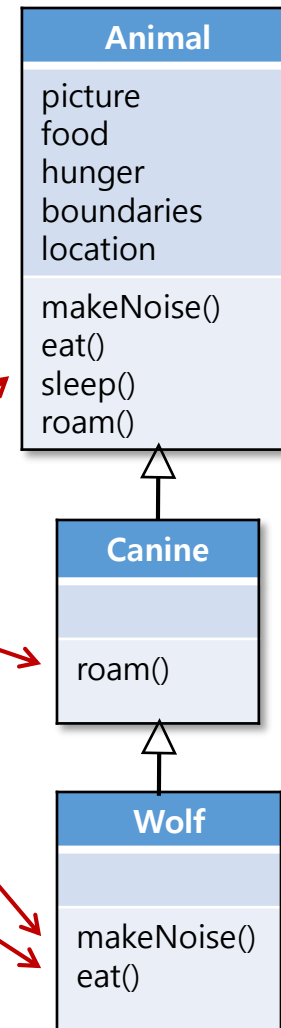 Animal
picture
food
hunger
boundaries
location
makeNoise()
eat()
sleep()
roam()
Canine
roam()
Wolf
makeNoise()
eat()